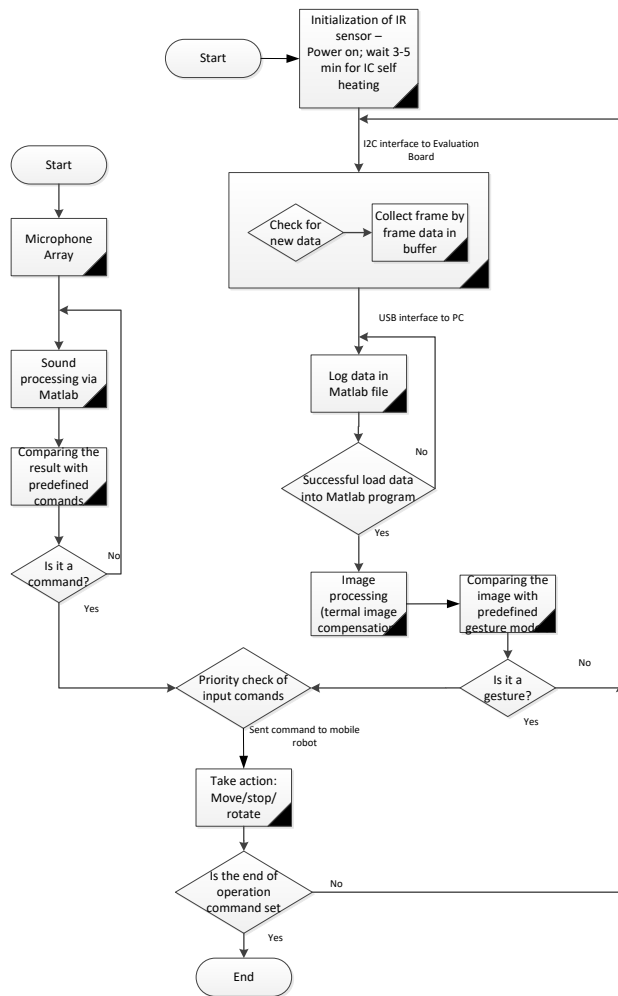 Initialization of IR
sensor –
Power on; wait 3-5
min for IC self
heating
Start
I2C interface to Evaluation
Board
Start
Check for
new data
Collect frame by
frame data in
buffer
Microphone
Array
USB interface to PC
Sound
processing via
Matlab
Log data in
Matlab file
No
Comparing the
result with
predefined
comands
Successful load data
into Matlab program
Is it a
command?
No
Yes
Yes
Image
processing
(termal image
compensation
Comparing the
image with
predefined
gesture mod
Priority check of
input comands
Is it a
gesture?
No
Yes
Sent command to mobile
robot
Take action:
Move/stop/
rotate
Is the end of
operation
command set
No
Yes
End